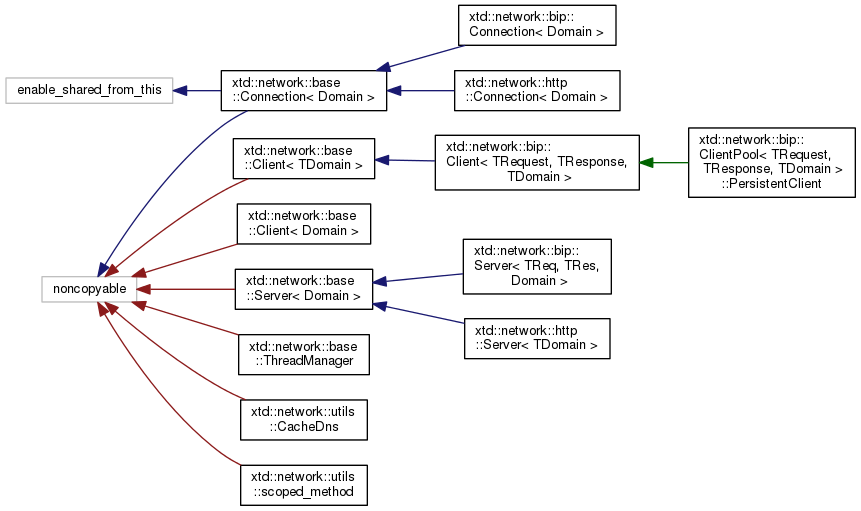 xtd::network::bip::
Connection< Domain >
enable_shared_from_this
xtd::network::base
::Connection< Domain >
xtd::network::http
::Connection< Domain >
xtd::network::base
::Client< TDomain >
xtd::network::bip::
Client< TRequest, TResponse,
TDomain >
xtd::network::bip::
ClientPool< TRequest,
TResponse, TDomain >
::PersistentClient
xtd::network::base
::Client< Domain >
noncopyable
xtd::network::base
::Server< Domain >
xtd::network::bip::
Server< TReq, TRes,
Domain >
xtd::network::http
::Server< TDomain >
xtd::network::base
::ThreadManager
xtd::network::utils
::CacheDns
xtd::network::utils
::scoped_method